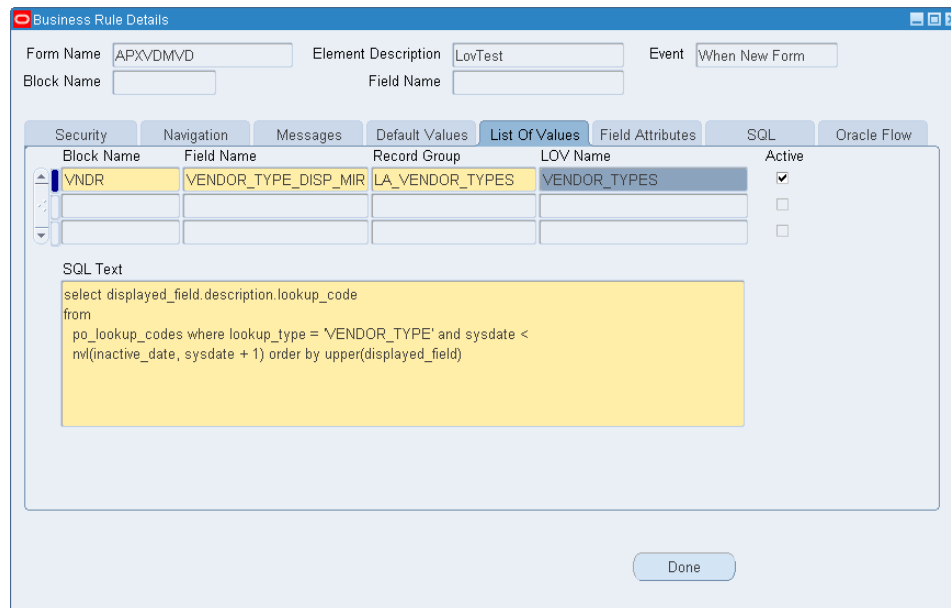 Business Rule Details
Form Name APXVDMVD Element Description LovTest Event When New Form
Block Name Field Name
Security Navigation Messages Default Values List Of Values Field Attributes SQL Oracle Flow
Block Name Field Name Record Group LOV Name Active
VNDR VENDOR_TYPE_DISP_MIR LA_VENDOR_TYPES VENDOR_TYPES
SQL Text
select displayed_field.description.lookup_code
from
po_lookup_codes where lookup_type = 'VENDOR_TYPE' and sysdate <
nvl(inactive_date, sysdate + 1) order by upper(displayed_field)
Done